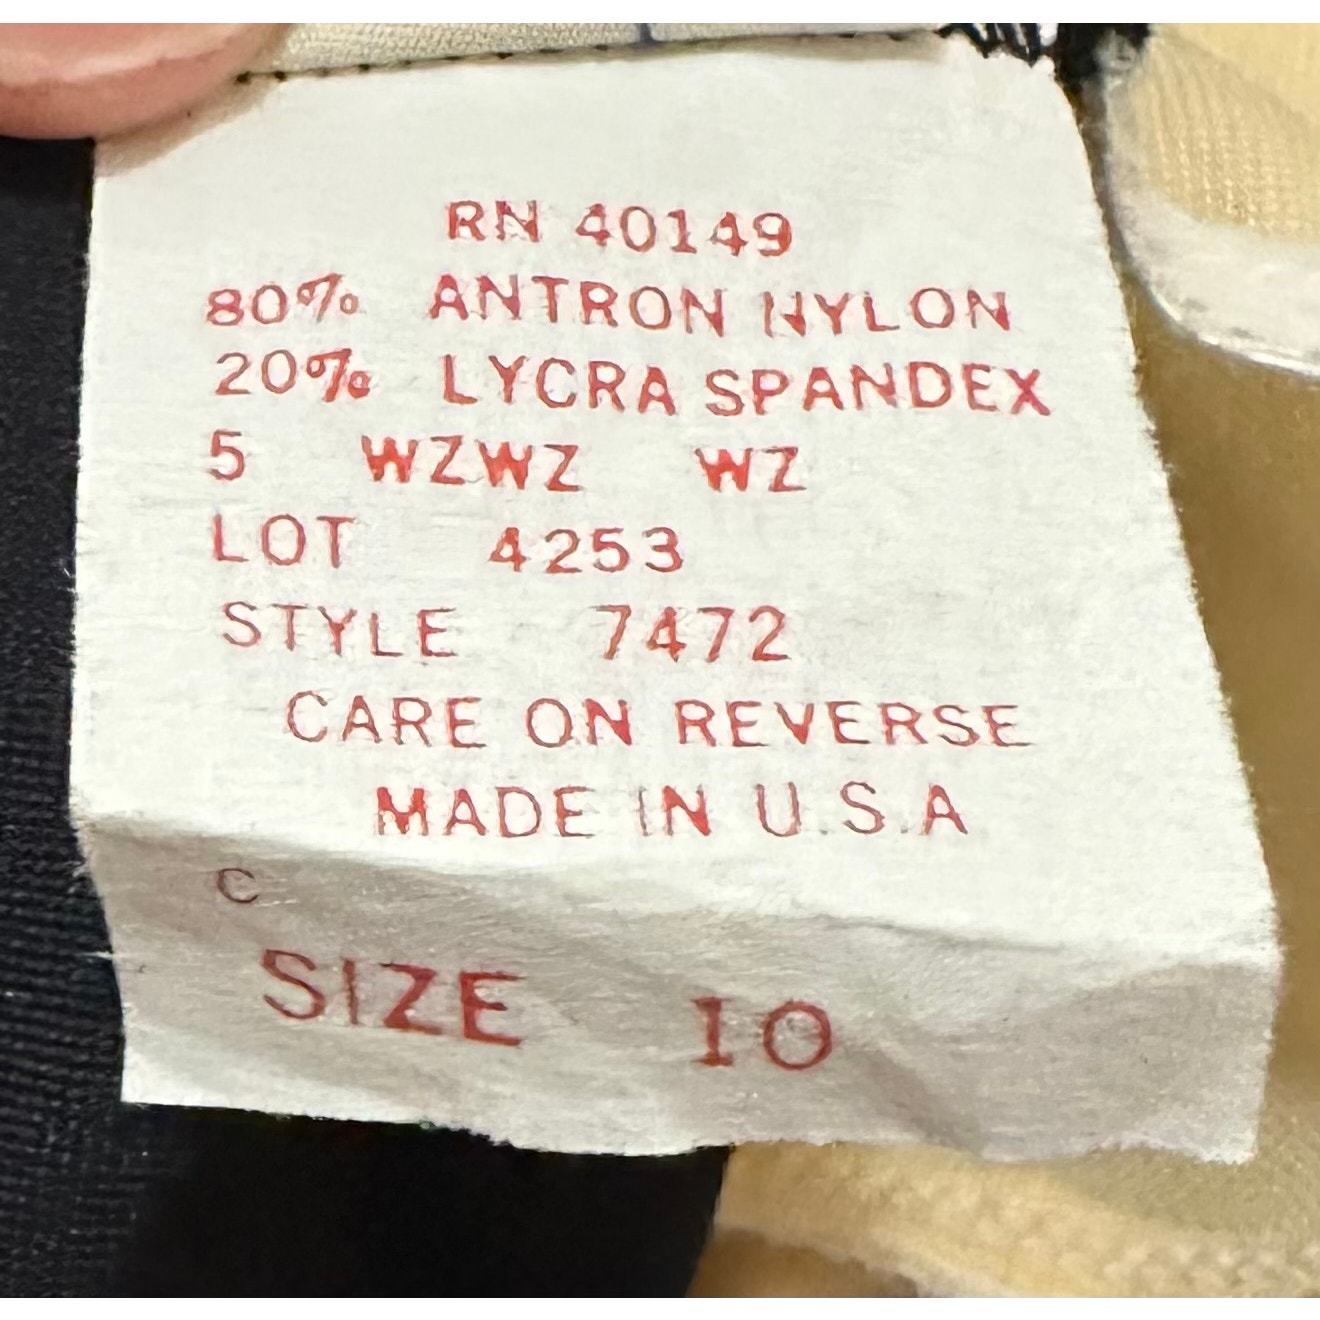 RN 40149
80% ANTRON NYLON
20% LYCRA SPANDEX
5 WZWZ WZ
LOT 4253
STYLE 7472
CARE ON REVERSE
MADE IN U.S.A
C
SIZE 10